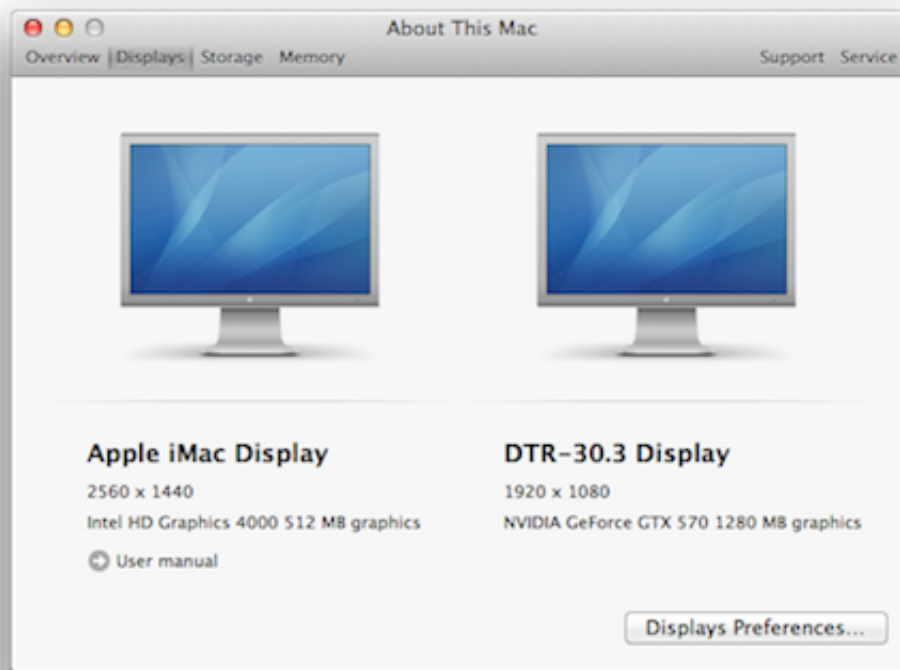 About This Mac
Overview Displays Storage Memory Support Service
Apple iMac Display
2560 x 1440
Intel HD Graphics 4000 512 MB graphics
User manual
DTR-30.3 Display
1920 x 1080
NVIDIA GeForce GTX 570 1280 MB graphics
Displays Preferences...